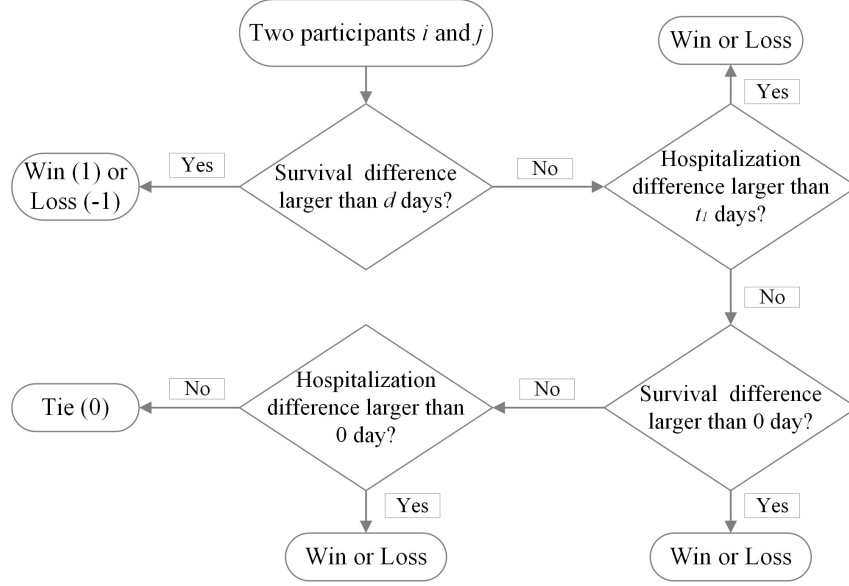 Two participants i and j
Win or Loss
Yes
Survival difference
larger than d days?
Yes
Win (1) or
Loss (-1)
No
Hospitalization
difference larger than
t1 days?
No
Survival difference
larger than 0 day?
No
Hospitalization
difference larger than
0 day?
No
Tie (0)
Yes
Win or Loss
Yes
Win or Loss